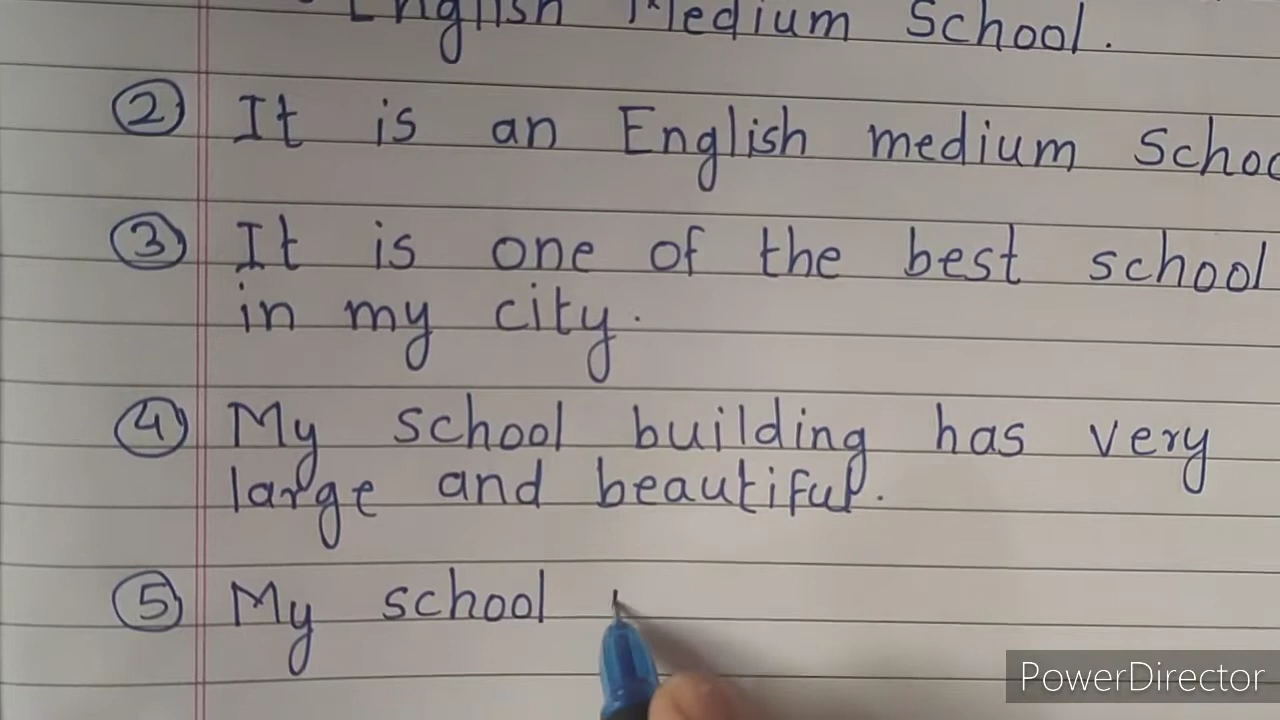 English Medium School.
② It is an English medium Schoo
③ It is one of the best school
in my city.
④ My school building has very
large and beautiful.
⑤ My school
PowerDirector